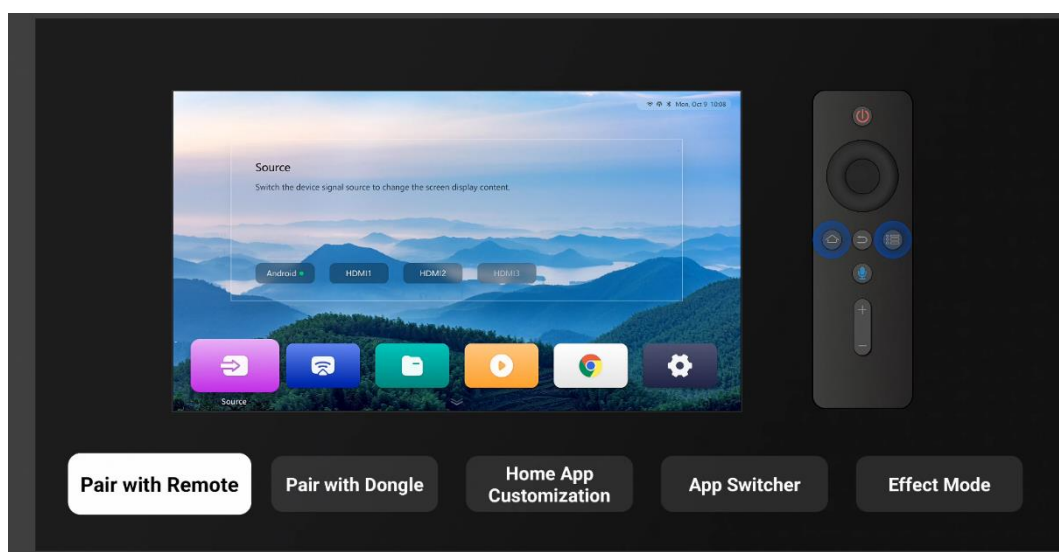 Mon, Oct 9 10:08
Source
Switch the device signal source to change the screen display content.
Android HDMI1 HDMI2 HDMI3
Source
Pair with Remote
Pair with Dongle
Home App
Customization
App Switcher
Effect Mode